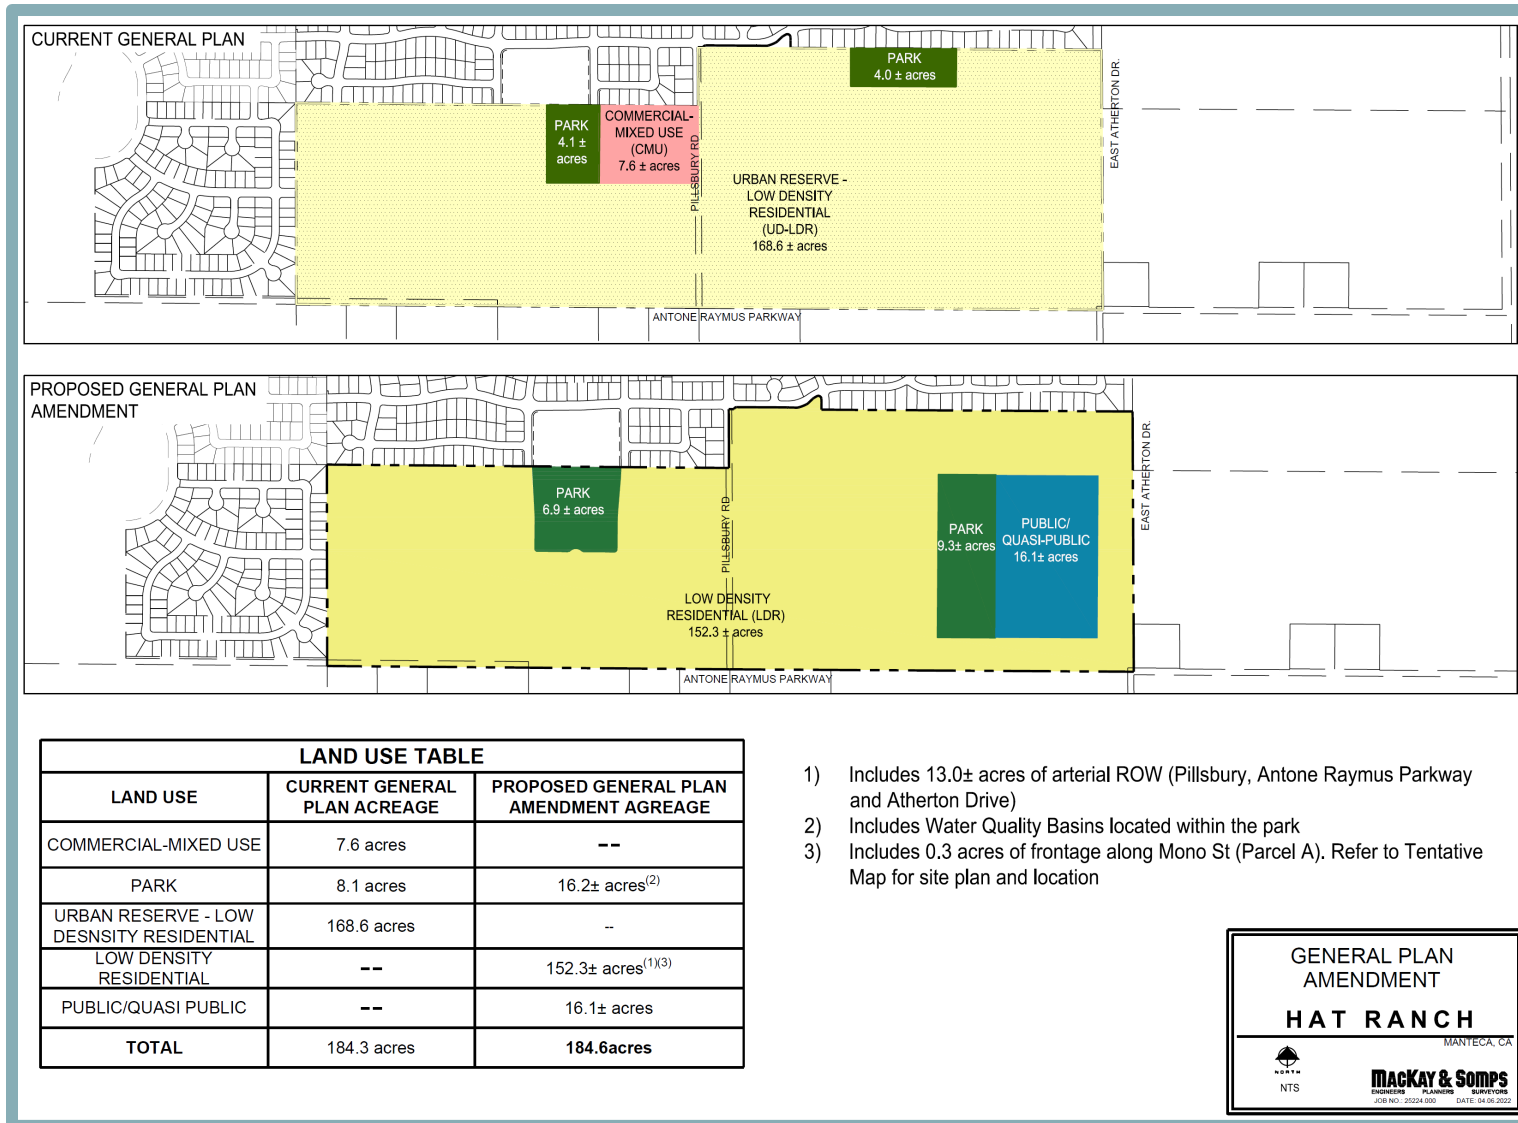 CURRENT GENERAL PLAN
PARK
4.0 ± acres
PARK
4.1 ±
acres
COMMERCIAL-
MIXED USE
(CMU)
7.6 ± acres
PILLSBURY RD
URBAN RESERVE -
LOW DENSITY
RESIDENTIAL
(UD-LDR)
168.6 ± acres
EAST ATHERTON DR.
ANTONE RAYMUS PARKWAY
PROPOSED GENERAL PLAN
AMENDMENT
PARK
6.9 ± acres
PILLSBURY RD
PARK
9.3± acres
PUBLIC/
QUASI-PUBLIC
16.1± acres
LOW DENSITY
RESIDENTIAL (LDR)
152.3 ± acres
EAST ATHERTON DR.
ANTONE RAYMUS PARKWAY
LAND USE TABLE
LAND USE
CURRENT GENERAL
PLAN ACREAGE
PROPOSED GENERAL PLAN
AMENDMENT AGREAGE
COMMERCIAL-MIXED USE 7.6 acres --
PARK 8.1 acres 16.2± acres(2)
URBAN RESERVE - LOW
DESNSITY RESIDENTIAL 168.6 acres --
LOW DENSITY
RESIDENTIAL -- 152.3± acres(1)(3)
PUBLIC/QUASI PUBLIC -- 16.1± acres
TOTAL 184.3 acres 184.6acres
1) Includes 13.0± acres of arterial ROW (Pillsbury, Antone Raymus Parkway
and Atherton Drive)
2) Includes Water Quality Basins located within the park
3) Includes 0.3 acres of frontage along Mono St (Parcel A). Refer to Tentative
Map for site plan and location
GENERAL PLAN
AMENDMENT
HAT RANCH
MANTECA, CA
NORTH
NTS
MACKAY & SOMPS
ENGINEERS PLANNERS SURVEYORS
JOB NO.: 25224.000 DATE: 04.06.2022